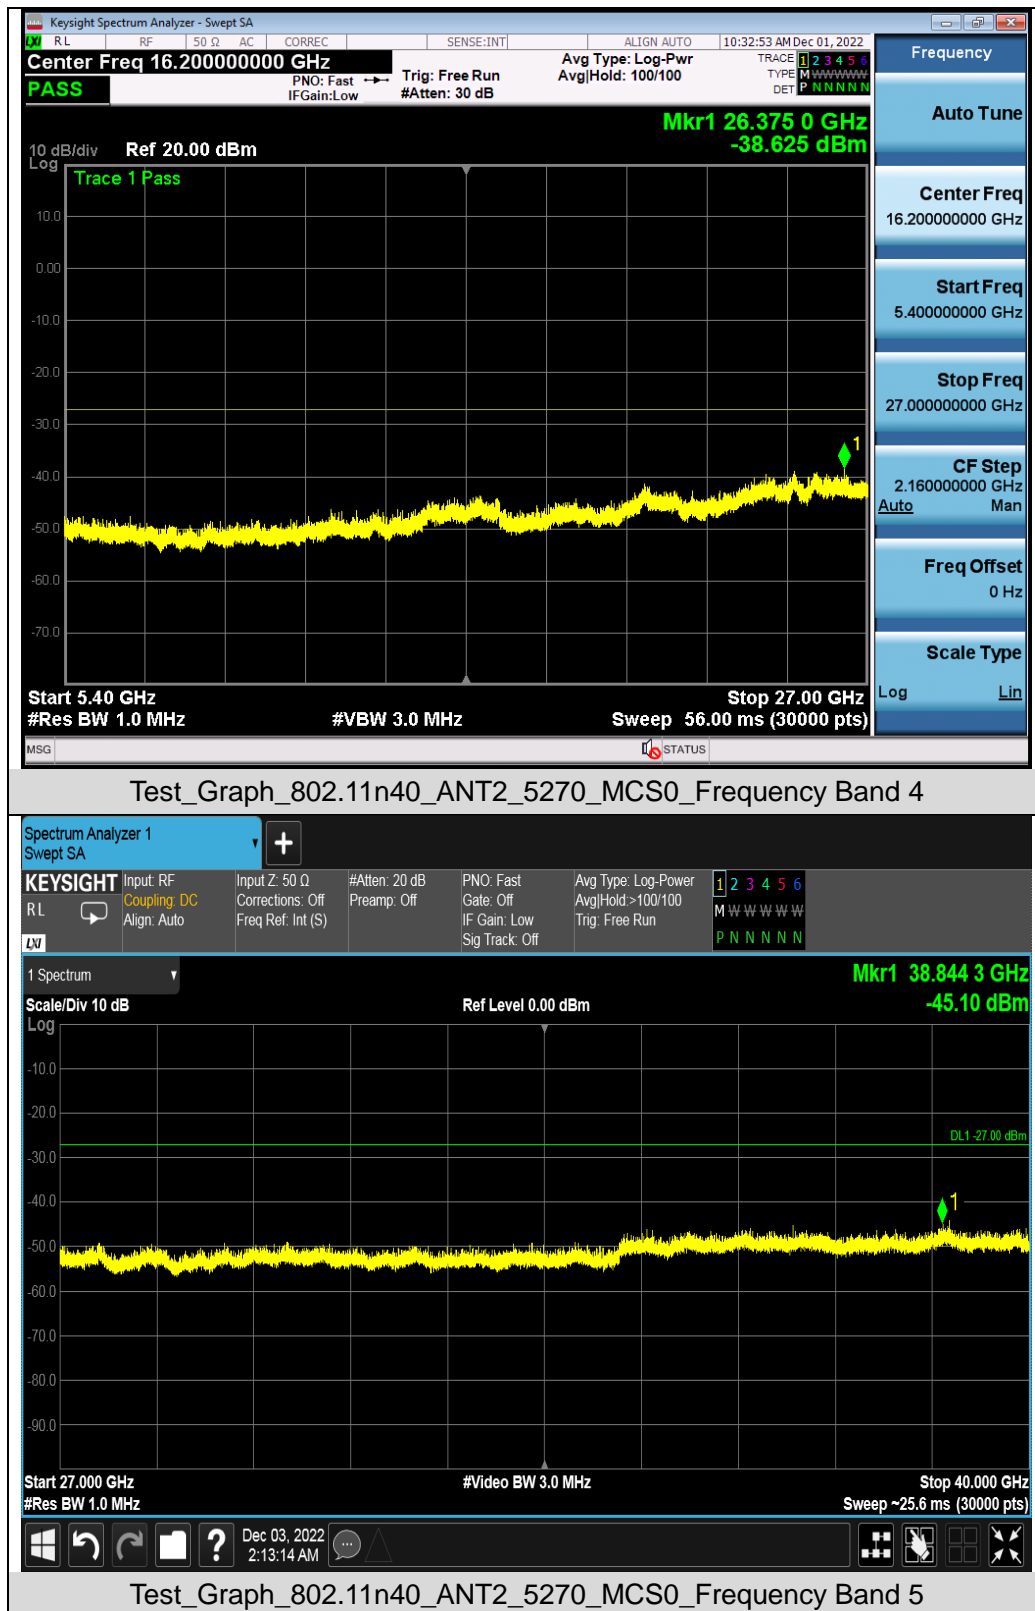 Keysight Spectrum Analyzer - Swept SA
LXI RL RF 50 Ω AC CORREC SENSE:INT ALIGN AUTO 10:32:53 AM Dec 01, 2022
Center Freq 16.200000000 GHz
PASS
PNO: Fast
IFGain:Low
Trig: Free Run
#Atten: 30 dB
Avg Type: Log-Pwr
Avg|Hold: 100/100
TRACE 1 2 3 4 5 6
TYPE M W W W W W
DET P N N N N N
Mkr1 26.375 0 GHz
-38.625 dBm
10 dB/div Ref 20.00 dBm
Log
Trace 1 Pass
10.0
0.00
-10.0
-20.0
-30.0
-40.0
-50.0
-60.0
-70.0
1
Start 5.40 GHz Stop 27.00 GHz
#Res BW 1.0 MHz #VBW 3.0 MHz Sweep 56.00 ms (30000 pts)
MSG STATUS
Frequency
Auto Tune
Center Freq
16.200000000 GHz
Start Freq
5.400000000 GHz
Stop Freq
27.000000000 GHz
CF Step
2.160000000 GHz
Auto Man
Freq Offset
0 Hz
Scale Type
Log Lin
Test_Graph_802.11n40_ANT2_5270_MCS0_Frequency Band 4
Spectrum Analyzer 1
Swept SA
+
KEYSIGHT
RL
LXI
Input: RF
Coupling: DC
Align: Auto
Input Z: 50 Ω
Corrections: Off
Freq Ref: Int (S)
#Atten: 20 dB
Preamp: Off
PNO: Fast
Gate: Off
IF Gain: Low
Sig Track: Off
Avg Type: Log-Power
Avg|Hold:>100/100
Trig: Free Run
1 2 3 4 5 6
M W W W W W
P N N N N N
1 Spectrum
Mkr1 38.844 3 GHz
-45.10 dBm
Scale/Div 10 dB Ref Level 0.00 dBm
Log
-10.0
-20.0
DL1 -27.00 dBm
-30.0
-40.0
1
-50.0
-60.0
-70.0
-80.0
-90.0
Start 27.000 GHz #Video BW 3.0 MHz Stop 40.000 GHz
#Res BW 1.0 MHz Sweep ~25.6 ms (30000 pts)
?
Dec 03, 2022
2:13:14 AM
Test_Graph_802.11n40_ANT2_5270_MCS0_Frequency Band 5